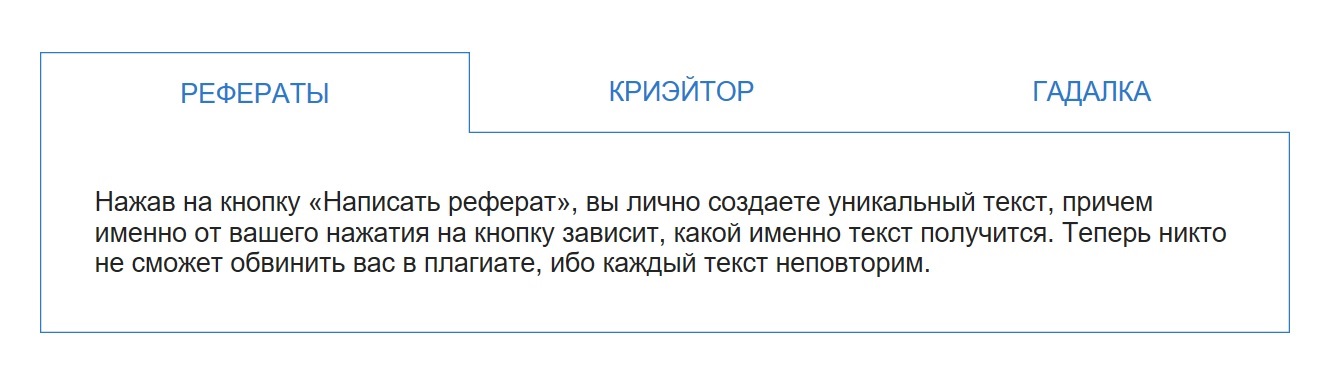 РЕФЕРАТЫ КРИЭЙТОР ГАДАЛКА
Нажав на кнопку «Написать реферат», вы лично создаете уникальный текст, причем
именно от вашего нажатия на кнопку зависит, какой именно текст получится. Теперь никто
не сможет обвинить вас в плагиате, ибо каждый текст неповторим.